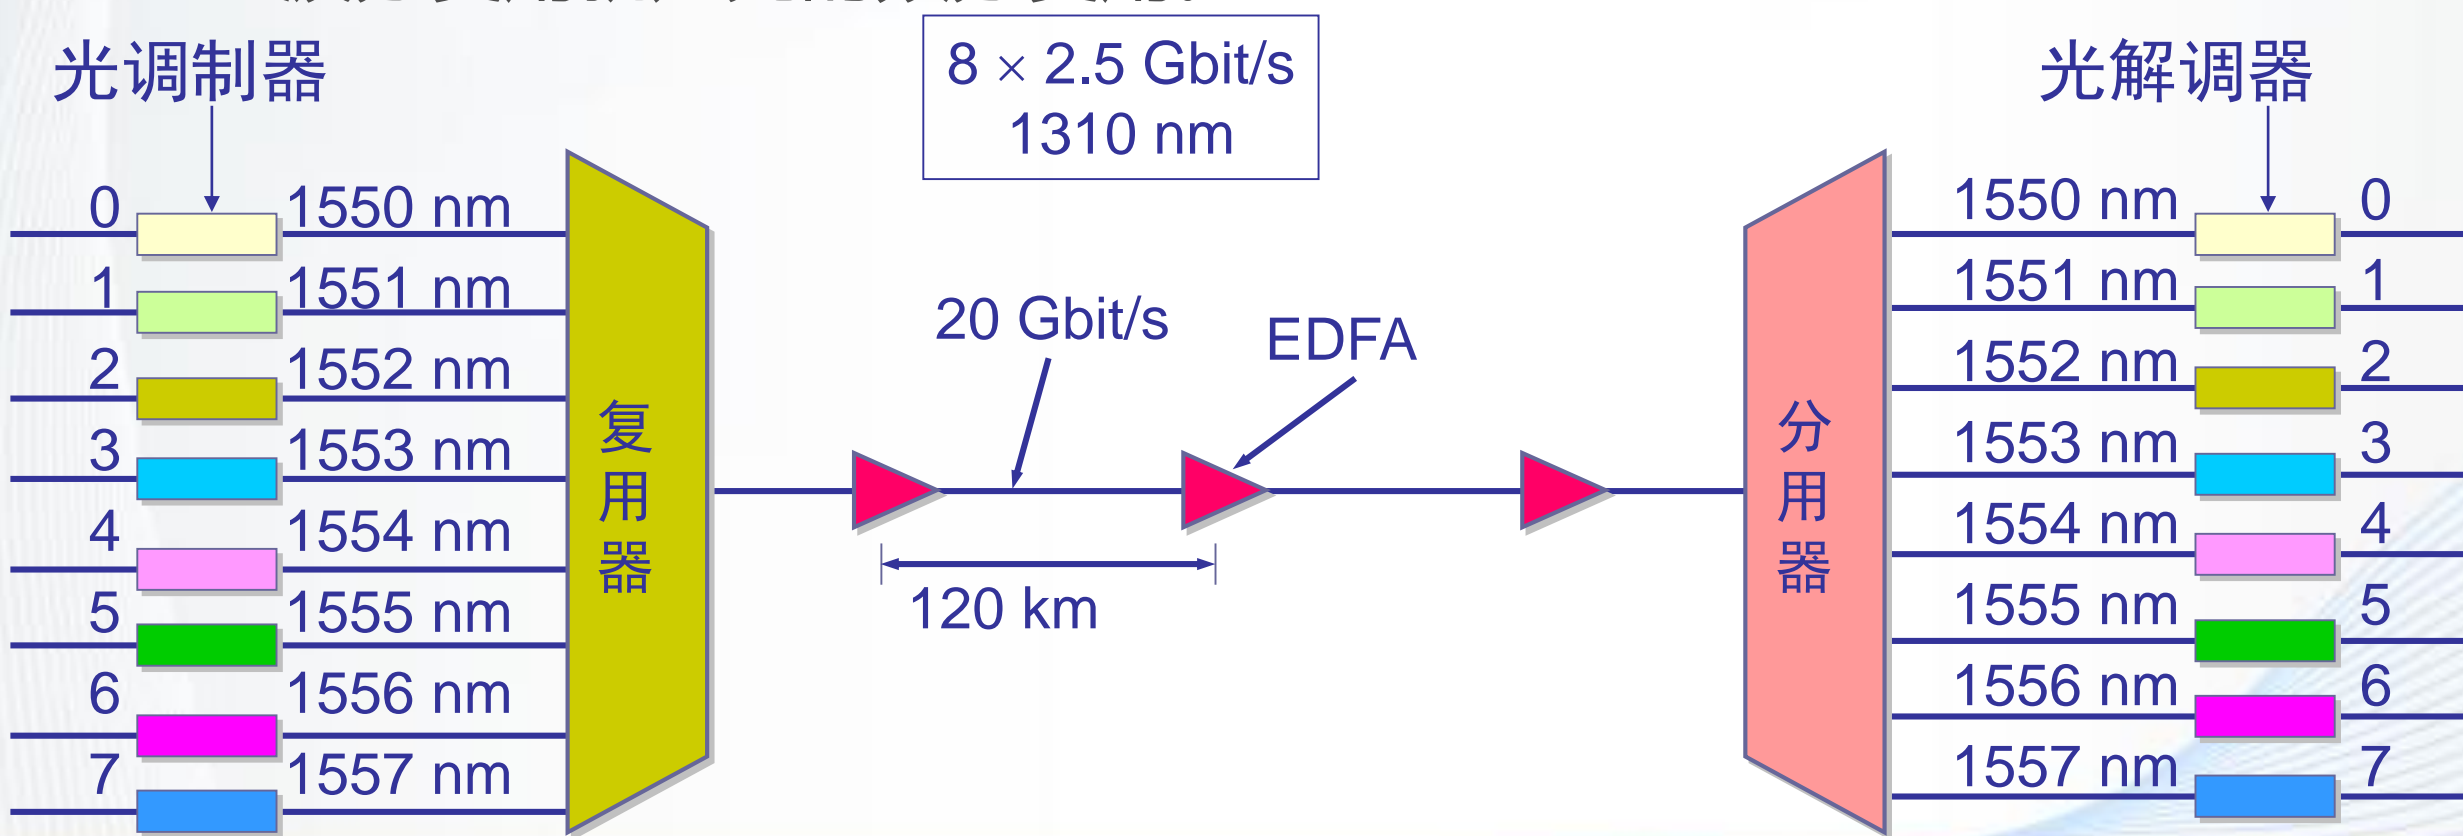 光调制器
8 × 2.5 Gbit/s
1310 nm
光解调器
0 1550 nm
1 1551 nm
2 1552 nm
3 1553 nm
4 1554 nm
5 1555 nm
6 1556 nm
7 1557 nm
复用器
20 Gbit/s
EDFA
120 km
分用器
1550 nm 0
1551 nm 1
1552 nm 2
1553 nm 3
1554 nm 4
1555 nm 5
1556 nm 6
1557 nm 7